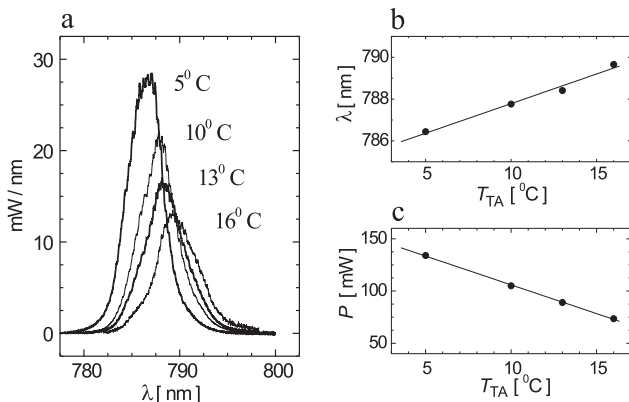 a
30
20
10
0
mW / nm
5⁰ C
10⁰ C
13⁰ C
16⁰ C
780 790 800
λ[ nm]
b
790
788
786
λ[ nm]
5 10 15
T_TA [ ⁰C]
c
150
100
50
P [ mW]
5 10 15
T_TA [ ⁰C]